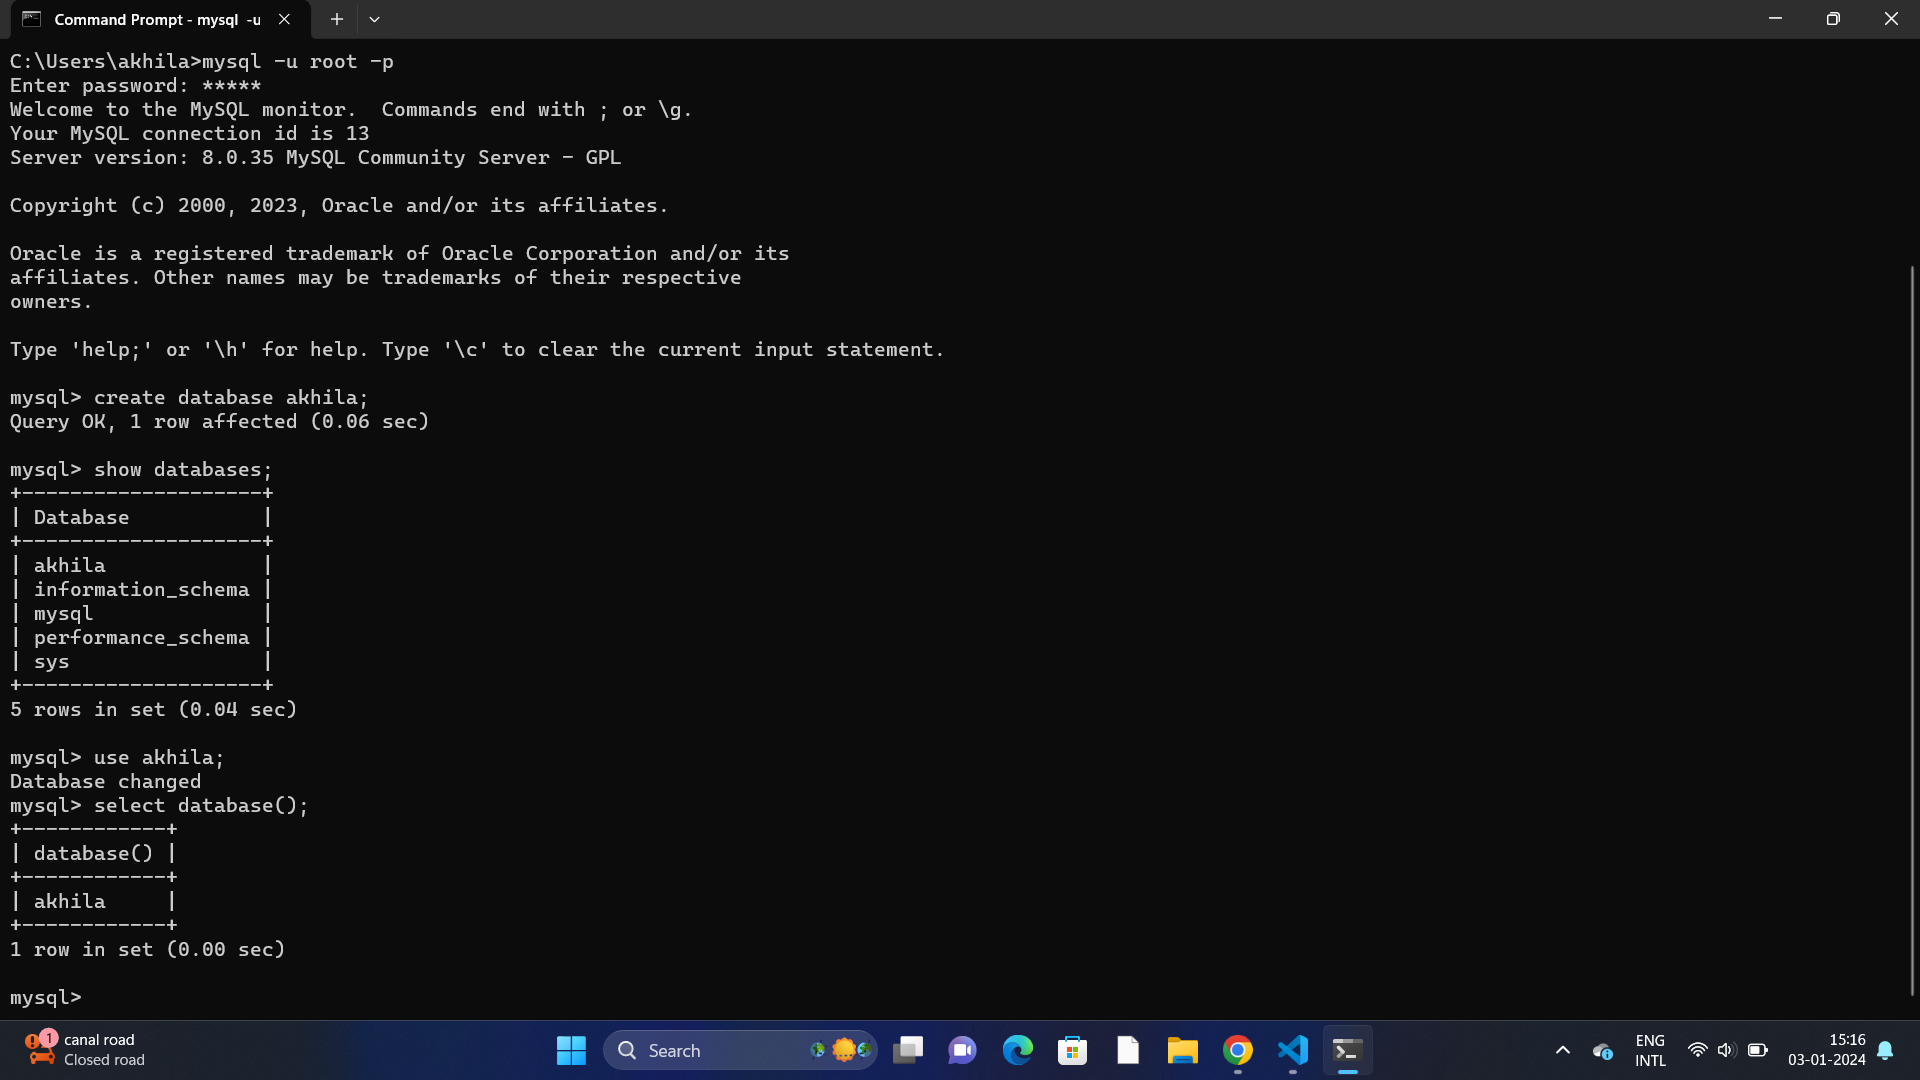 Command Prompt - mysql -u
C:\Users\akhila>mysql -u root -p
Enter password: *****
Welcome to the MySQL monitor.  Commands end with ; or \g.
Your MySQL connection id is 13
Server version: 8.0.35 MySQL Community Server - GPL
Copyright (c) 2000, 2023, Oracle and/or its affiliates.
Oracle is a registered trademark of Oracle Corporation and/or its
affiliates. Other names may be trademarks of their respective
owners.
Type 'help;' or '\h' for help. Type '\c' to clear the current input statement.
mysql> create database akhila;
Query OK, 1 row affected (0.06 sec)
mysql> show databases;
+--------------------+
| Database           |
+--------------------+
| akhila             |
| information_schema |
| mysql              |
| performance_schema |
| sys                |
+--------------------+
5 rows in set (0.04 sec)
mysql> use akhila;
Database changed
mysql> select database();
+------------+
| database() |
+------------+
| akhila     |
+------------+
1 row in set (0.00 sec)
mysql>
1
canal road
Closed road
Search
ENG
INTL
15:16
03-01-2024